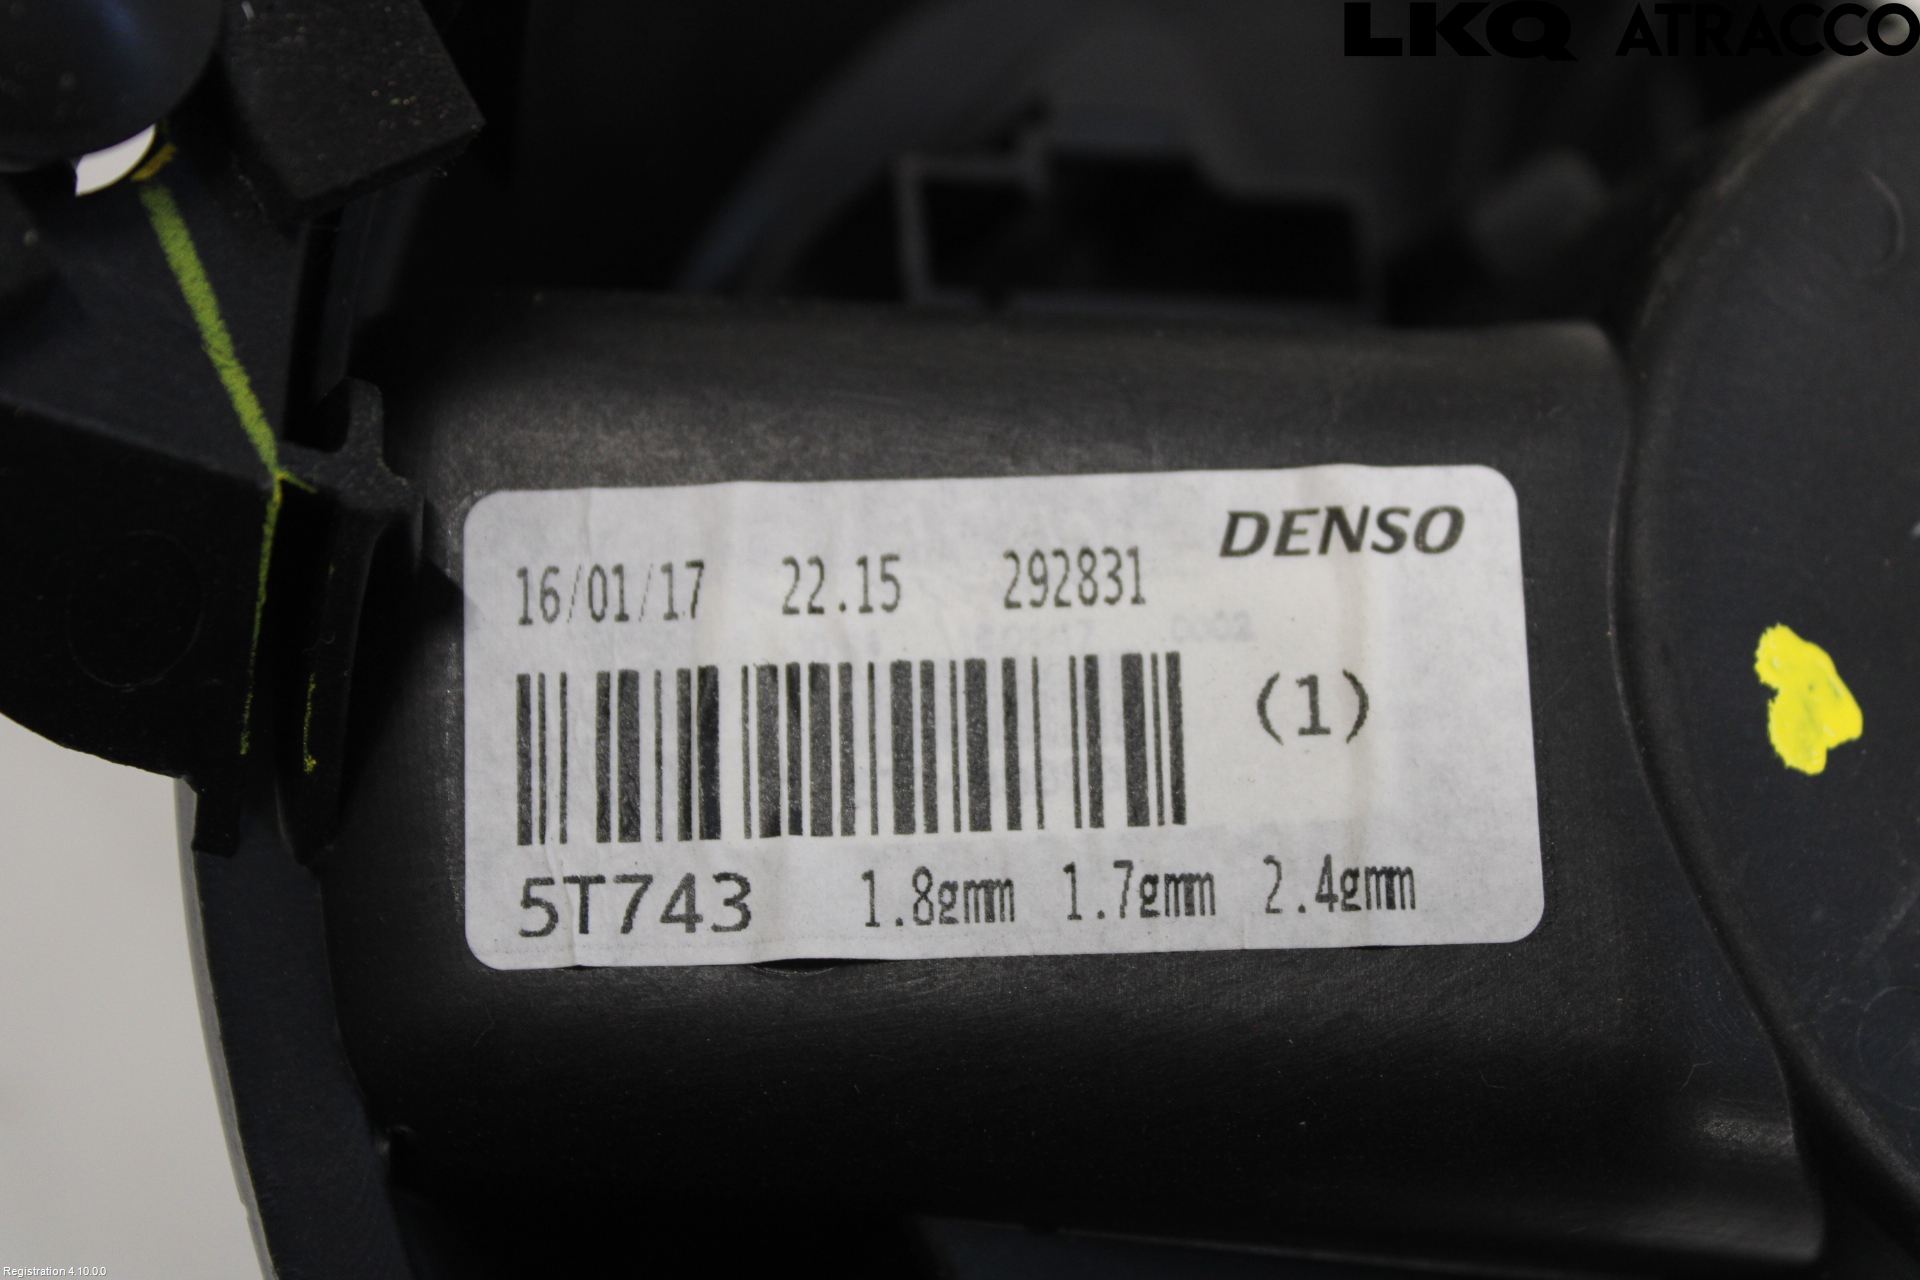 LKQ ATRACCO
DENSO
16/01/17 22.15 292831
(1)
5T743 1.8gmm 1.7gmm 2.4gmm
Registration 4.10.0.0